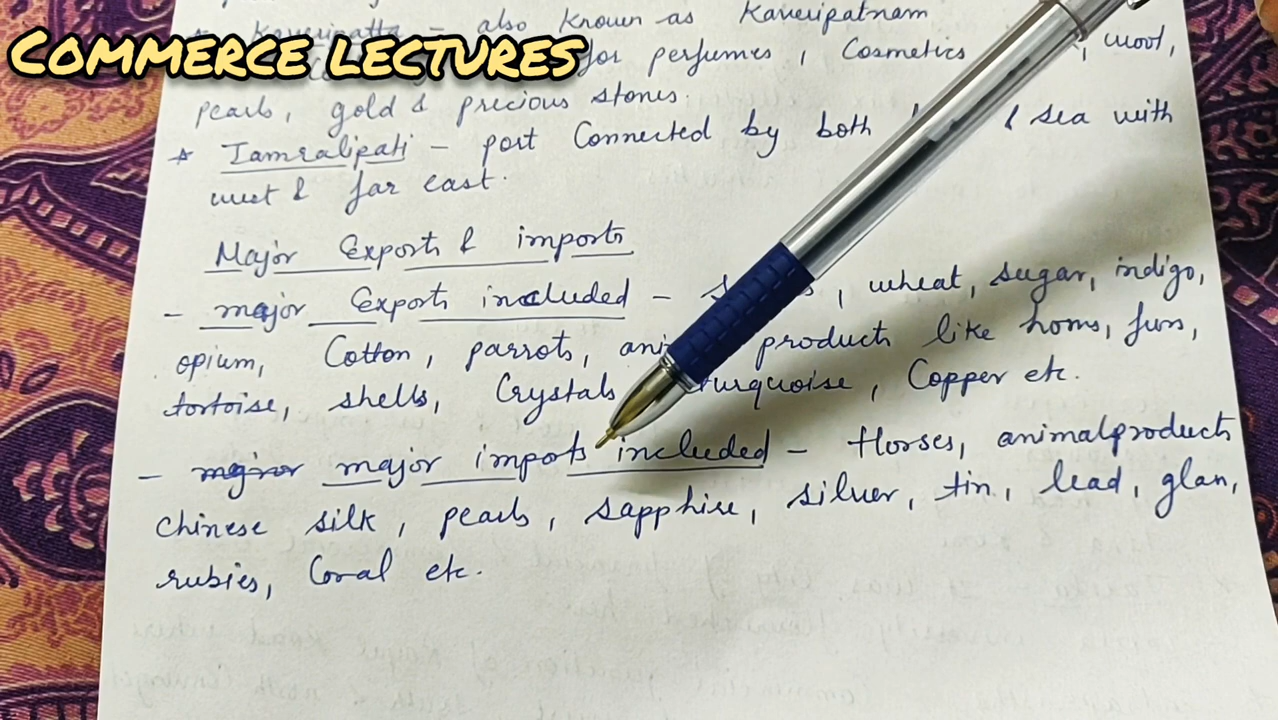 * Kaveripatta - also known as Kaveripatnam
COMMERCE LECTURES
for perfumes, Cosmetics, wool,
pearls, gold & precious stones.
* Tamralipati - port Connected by both & sea with
west & far east.
Major Exports & imports
- major Exports included - , wheat, sugar, indigo,
opium, Cotton, parrots, ani products like horns, furs,
tortoise, shells, Crystals turquoise, Copper etc.
- major imports included - Horses, animalproducts
Chinese silk, pearls, sapphire, silver, tin, lead, glass,
rubies, Coral etc.